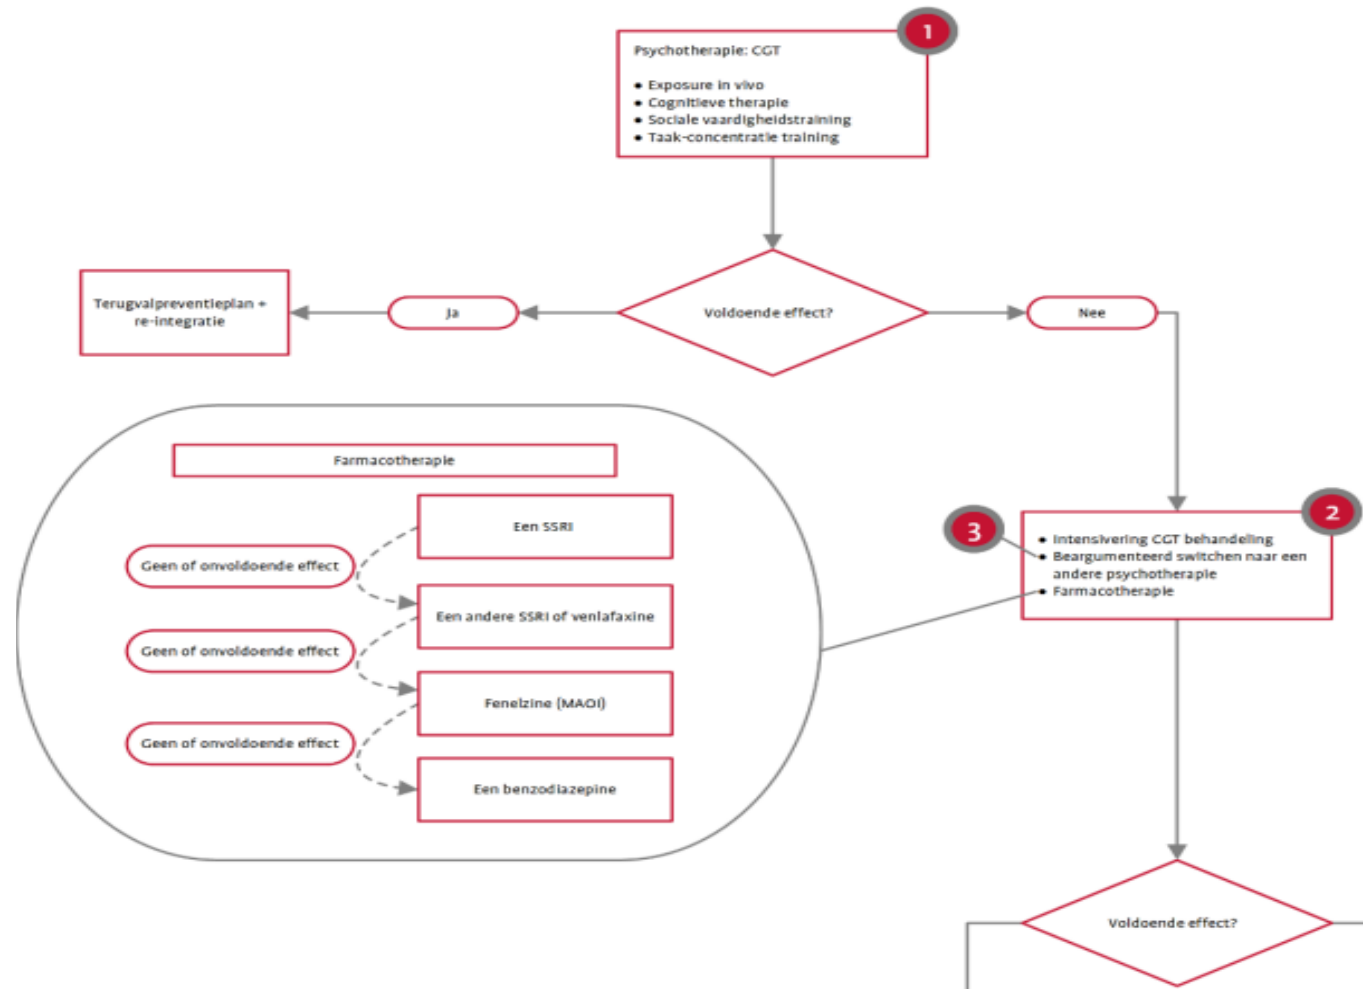 1
Psychotherapie: CGT
• Exposure in vivo
• Cognitieve therapie
• Sociale vaardigheidstraining
• Taak-concentratie training
Terugvalpreventieplan +
re-integratie
Ja
Voldoende effect?
Nee
Farmacotherapie
Een SSRI
Geen of onvoldoende effect
Een andere SSRI of venlafaxine
Geen of onvoldoende effect
Fenelzine (MAOI)
Geen of onvoldoende effect
Een benzodiazepine
2
3
• Intensivering CGT behandeling
• Beargumenteerd switchen naar een
andere psychotherapie
• Farmacotherapie
Voldoende effect?